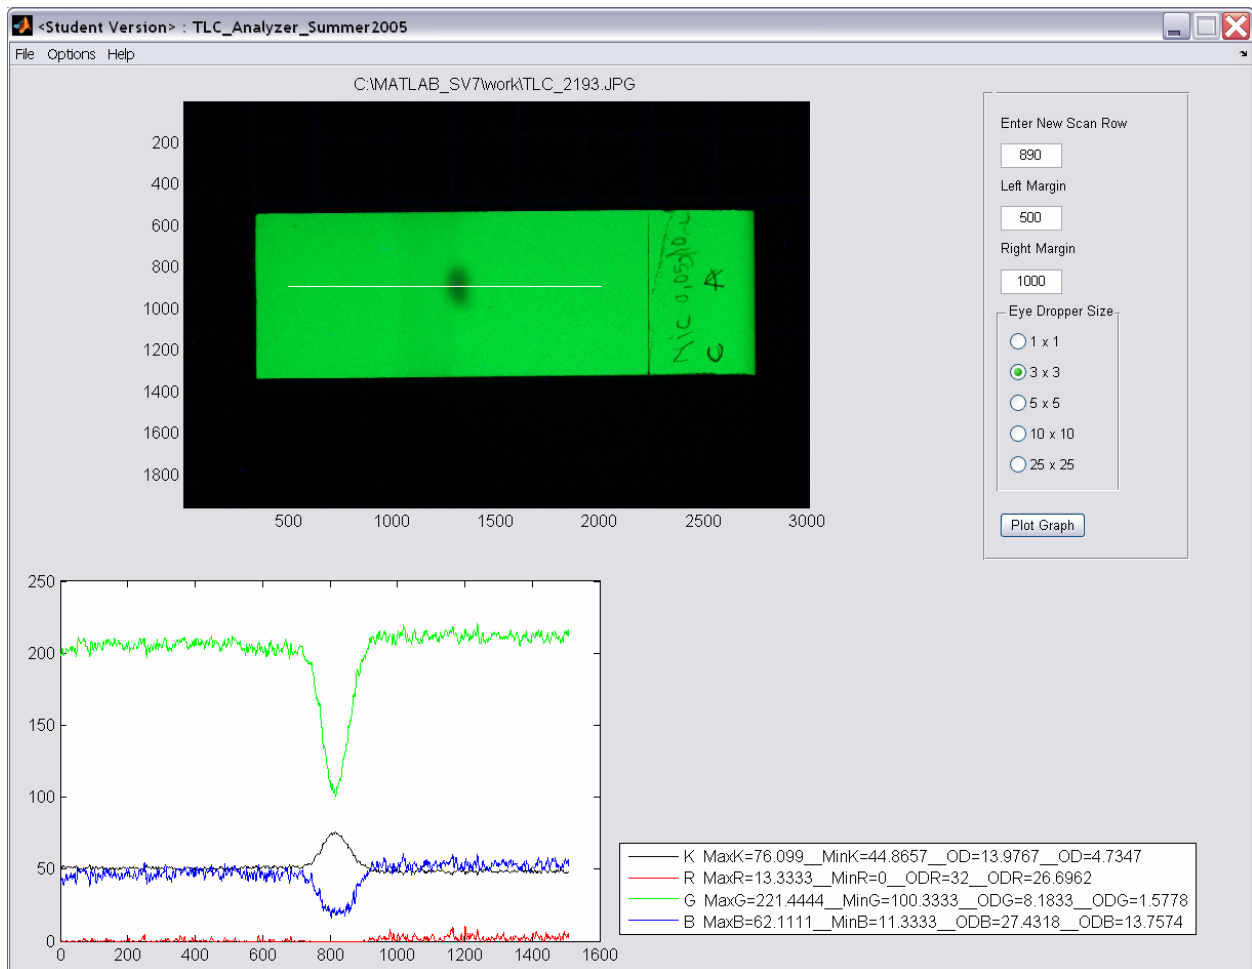 <Student Version> : TLC_Analyzer_Summer2005
File Options Help
C:\MATLAB_SV7\work\TLC_2193.JPG
200
400
600
800
1000
1200
1400
1600
1800
500 1000 1500 2000 2500 3000
Mic 0,050/10
C A
Enter New Scan Row
890
Left Margin
500
Right Margin
1000
Eye Dropper Size
1 x 1
3 x 3
5 x 5
10 x 10
25 x 25
Plot Graph
250
200
150
100
50
0
0 200 400 600 800 1000 1200 1400 1600
K MaxK=76.099__MinK=44.8657__OD=13.9767__OD=4.7347
R MaxR=13.3333__MinR=0__ODR=32__ODR=26.6962
G MaxG=221.4444__MinG=100.3333__ODG=8.1833__ODG=1.5778
B MaxB=62.1111__MinB=11.3333__ODB=27.4318__ODB=13.7574